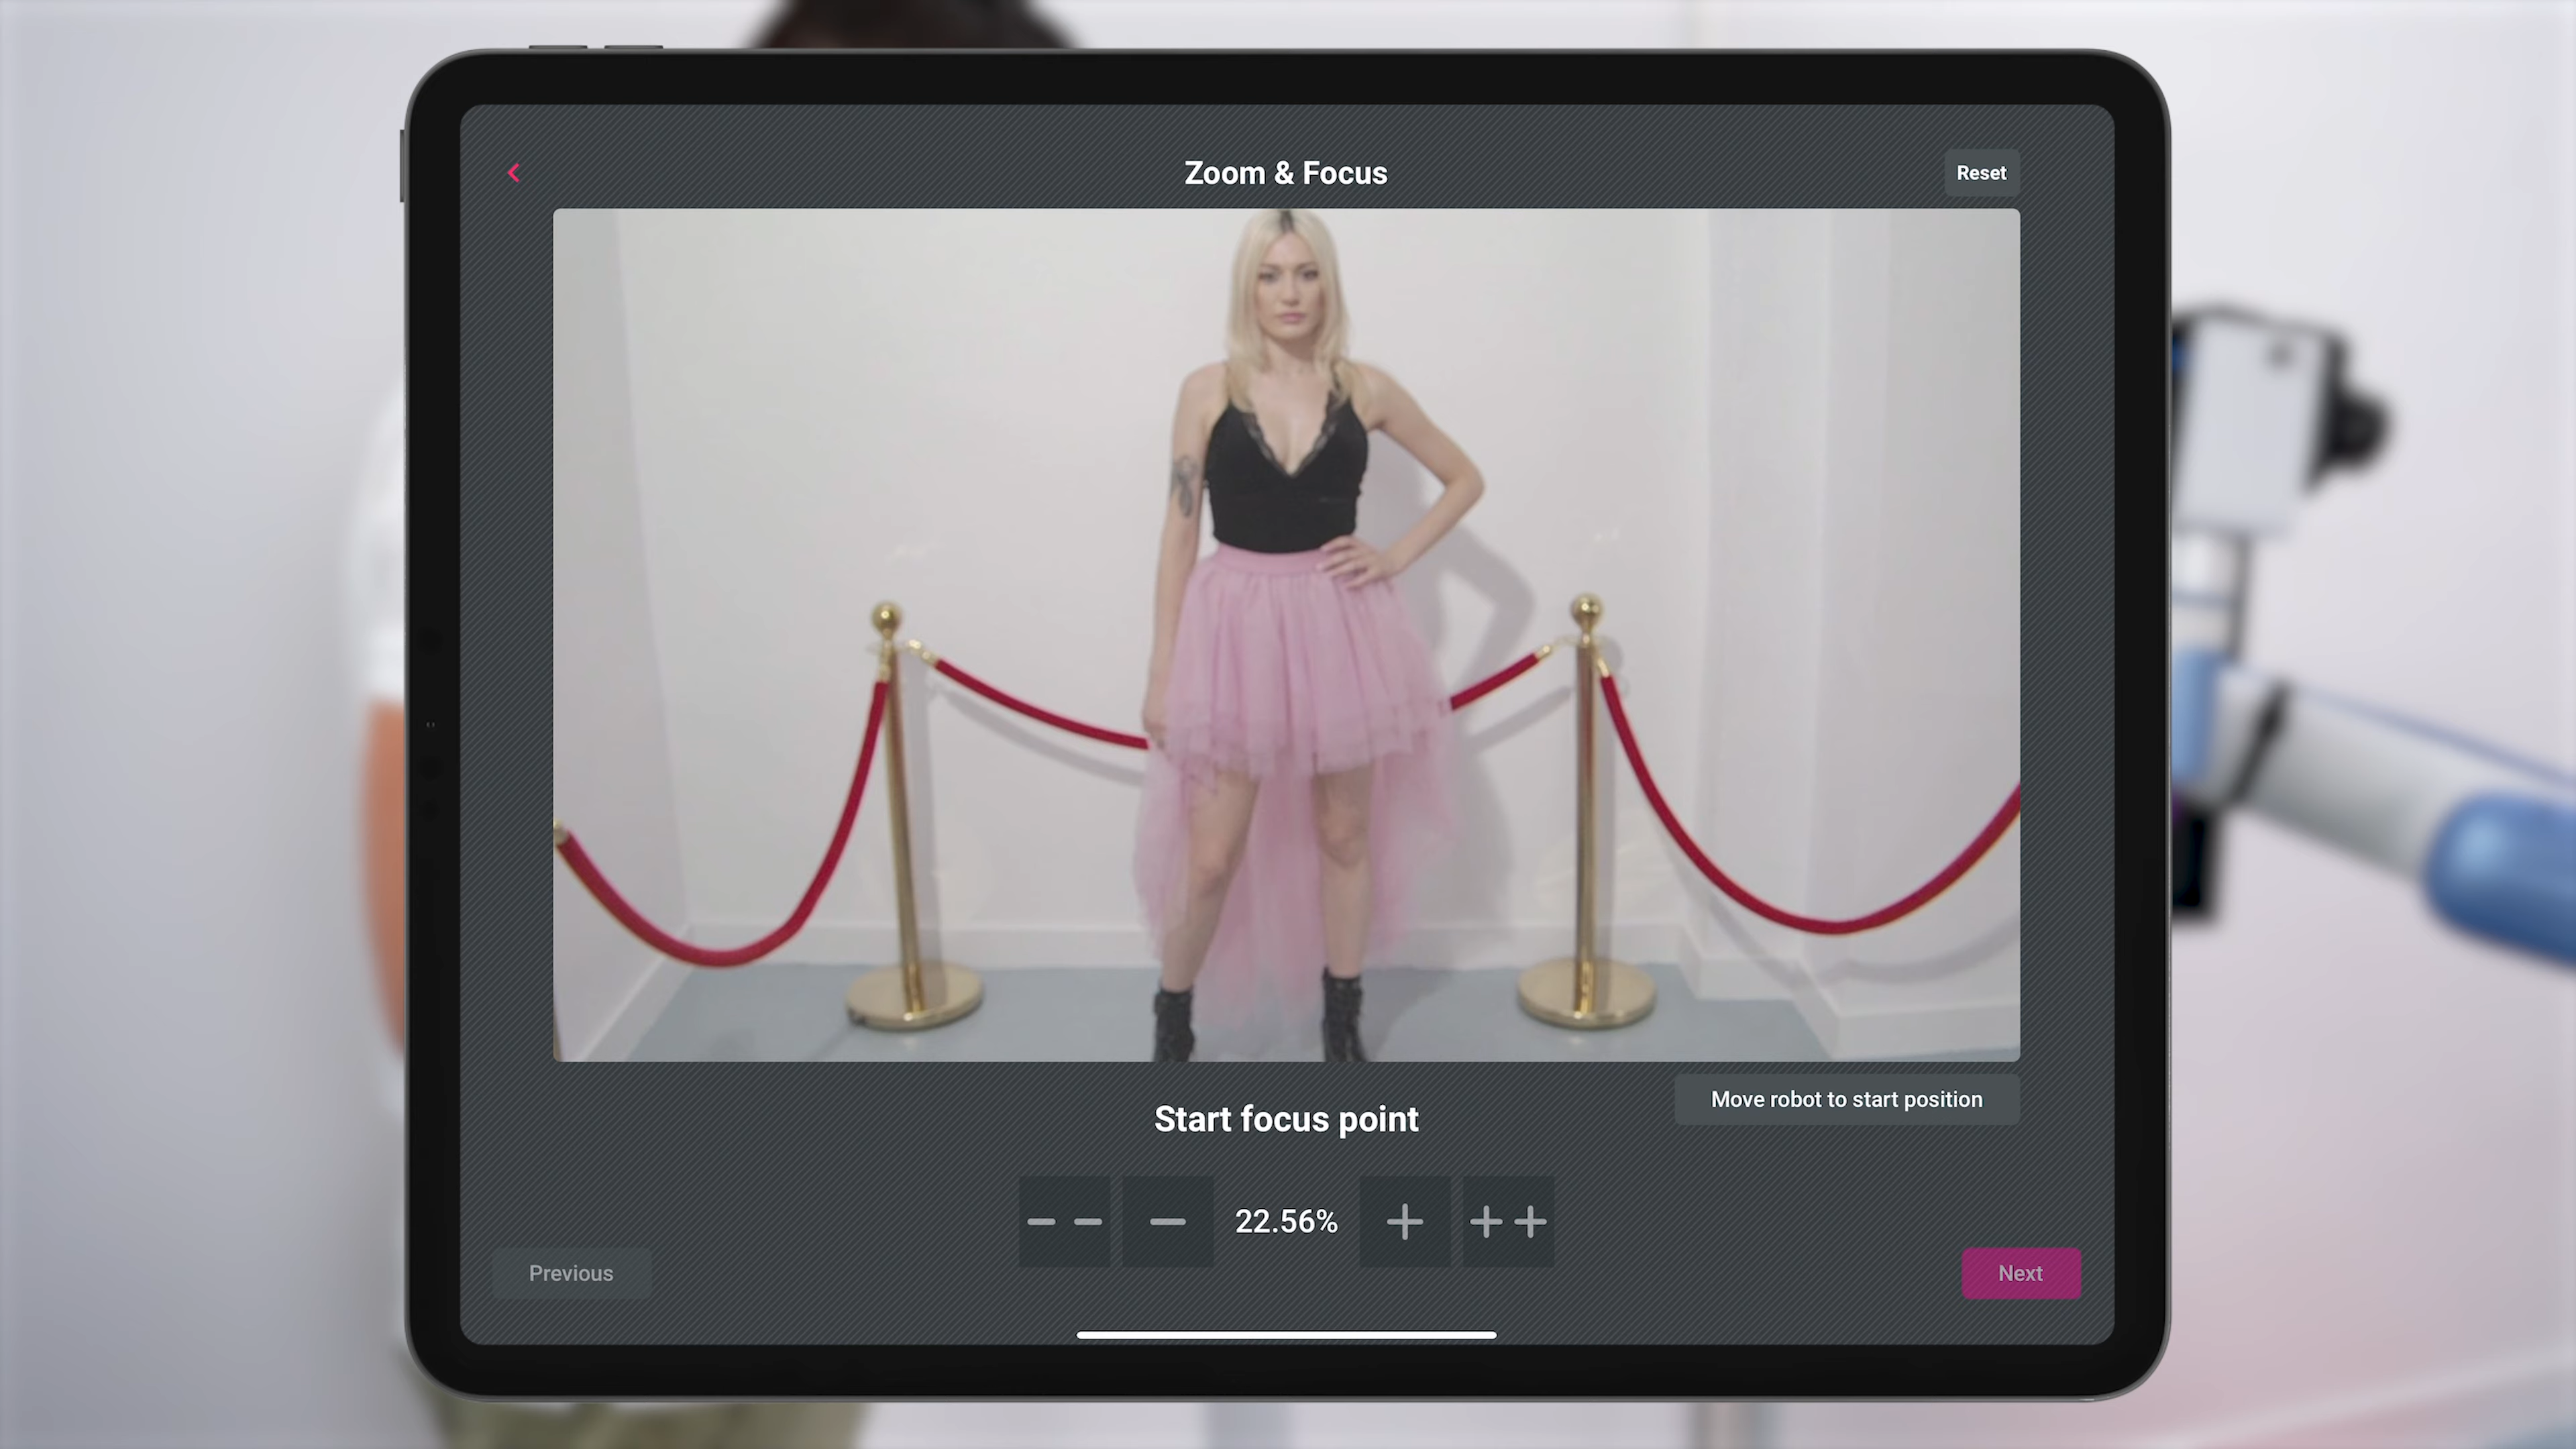 Zoom & Focus
Reset
Move robot to start position
Start focus point
22.56%
Previous
Next